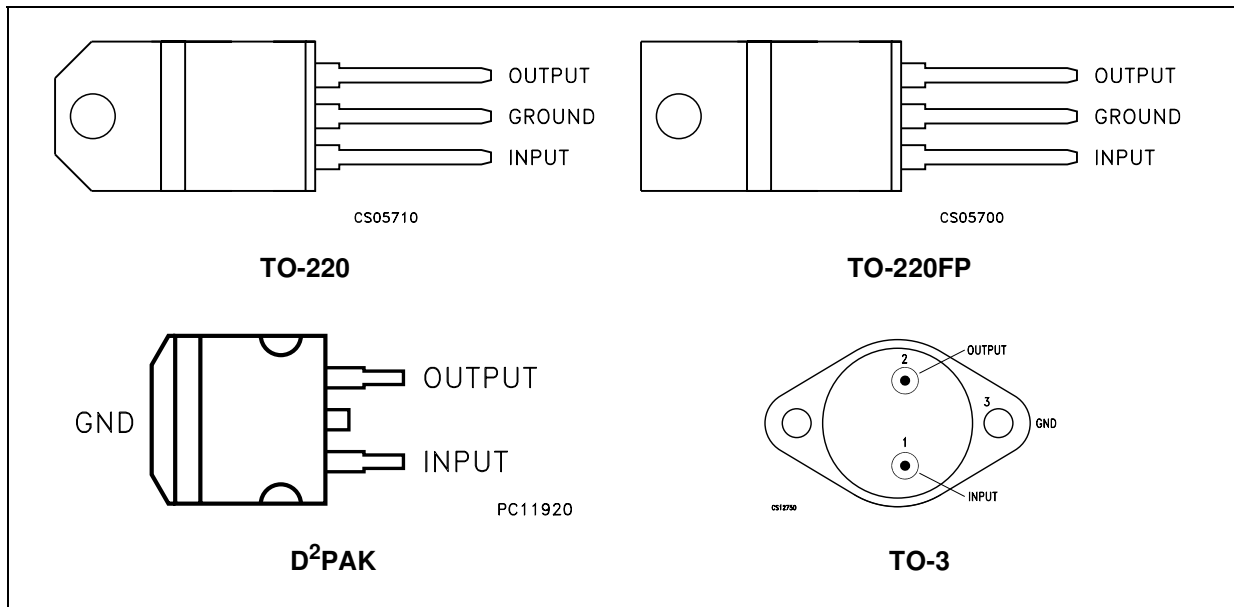 OUTPUT
GROUND
INPUT
CS05710
TO-220
OUTPUT
GROUND
INPUT
CS05700
TO-220FP
GND
OUTPUT
INPUT
PC11920
D²PAK
2
OUTPUT
3
GND
1
INPUT
CS12750
TO-3